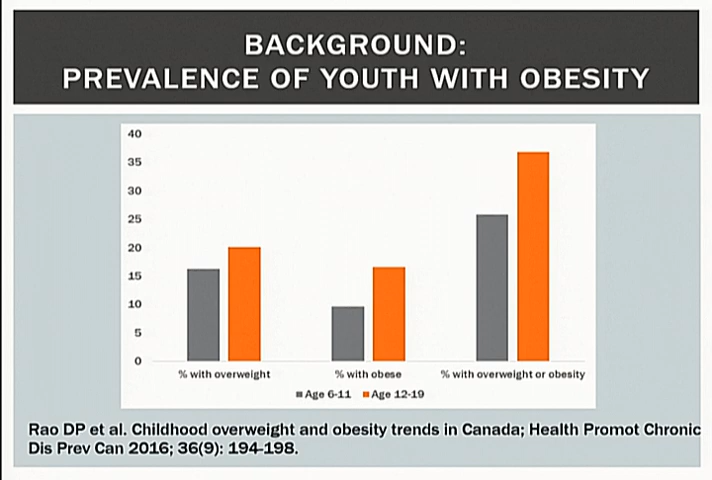 BACKGROUND:
PREVALENCE OF YOUTH WITH OBESITY
40
35
30
25
20
15
10
5
0
% with overweight % with obese % with overweight or obesity
Age 6-11 Age 12-19
Rao DP et al. Childhood overweight and obesity trends in Canada; Health Promot Chronic
Dis Prev Can 2016; 36(9): 194-198.